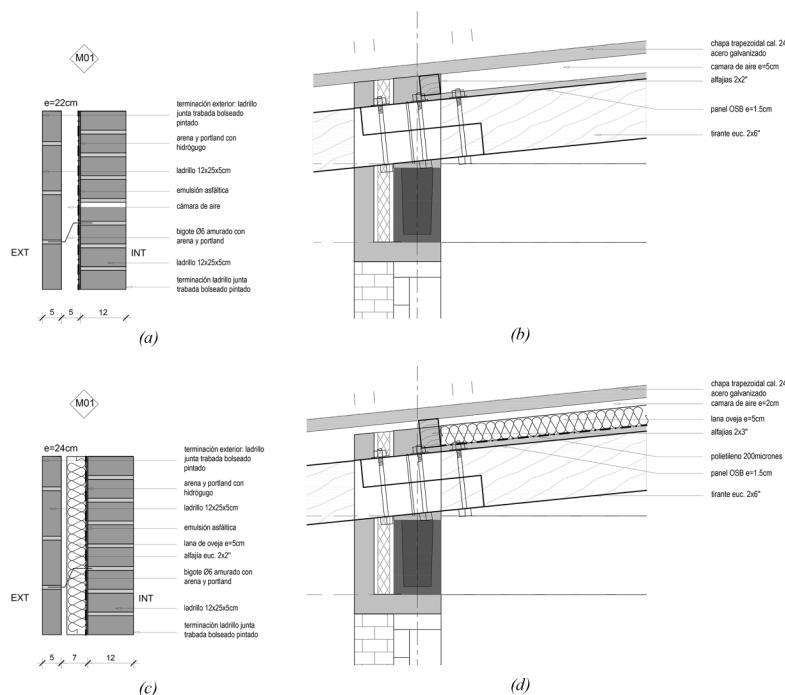 M01
e=22cm
terminación exterior: ladrillo
junta trabada bolseado
pintado
arena y portland con
hidrógugo
ladrillo 12x25x5cm
emulsión asfáltica
cámara de aire
bigote Ø6 amurado con
arena y portland
EXT
INT
ladrillo 12x25x5cm
terminación ladrillo junta
trabada bolseado pintado
5 5 12
(a)
chapa trapezoidal cal. 24
acero galvanizado
camara de aire e=5cm
alfajías 2x2"
panel OSB e=1.5cm
tirante euc. 2x6"
(b)
M01
e=24cm
terminación exterior: ladrillo
junta trabada bolseado
pintado
arena y portland con
hidrógugo
ladrillo 12x25x5cm
emulsión asfáltica
lana de oveja e=5cm
alfajía euc. 2x2"
bigote Ø6 amurado con
arena y portland
EXT
INT
ladrillo 12x25x5cm
terminación ladrillo junta
trabada bolseado pintado
5 7 12
(c)
chapa trapezoidal cal. 24
acero galvanizado
camara de aire e=2cm
lana oveja e=5cm
alfajías 2x3"
polietileno 200micrones
panel OSB e=1.5cm
tirante euc. 2x6"
(d)